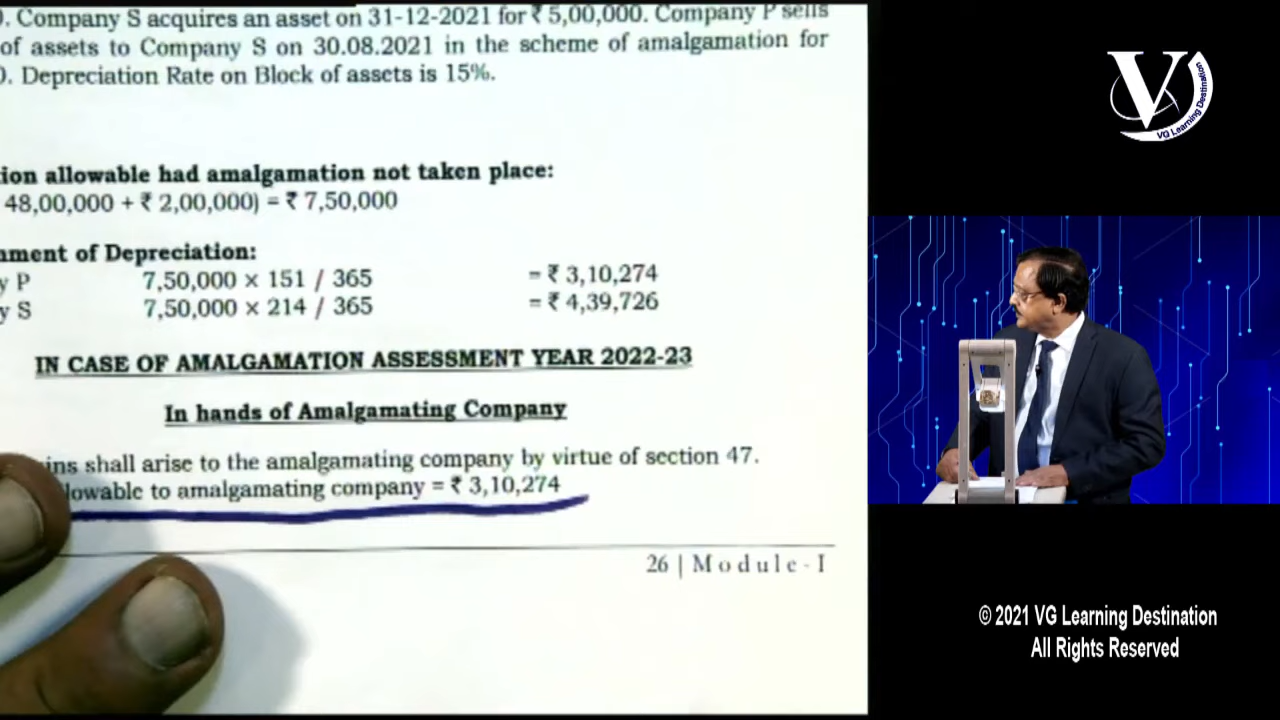 ). Company S acquires an asset on 31-12-2021 for ₹ 5,00,000. Company P sells
of assets to Company S on 30.08.2021 in the scheme of amalgamation for
). Depreciation Rate on Block of assets is 15%.
ion allowable had amalgamation not taken place:
48,00,000 + ₹ 2,00,000) = ₹ 7,50,000
nment of Depreciation:
y P 7,50,000 × 151 / 365 = ₹ 3,10,274
y S 7,50,000 × 214 / 365 = ₹ 4,39,726
IN CASE OF AMALGAMATION ASSESSMENT YEAR 2022-23
In hands of Amalgamating Company
ins shall arise to the amalgamating company by virtue of section 47.
lowable to amalgamating company = ₹ 3,10,274
26 | Module - I
V
VG Learning Destination
© 2021 VG Learning Destination
All Rights Reserved